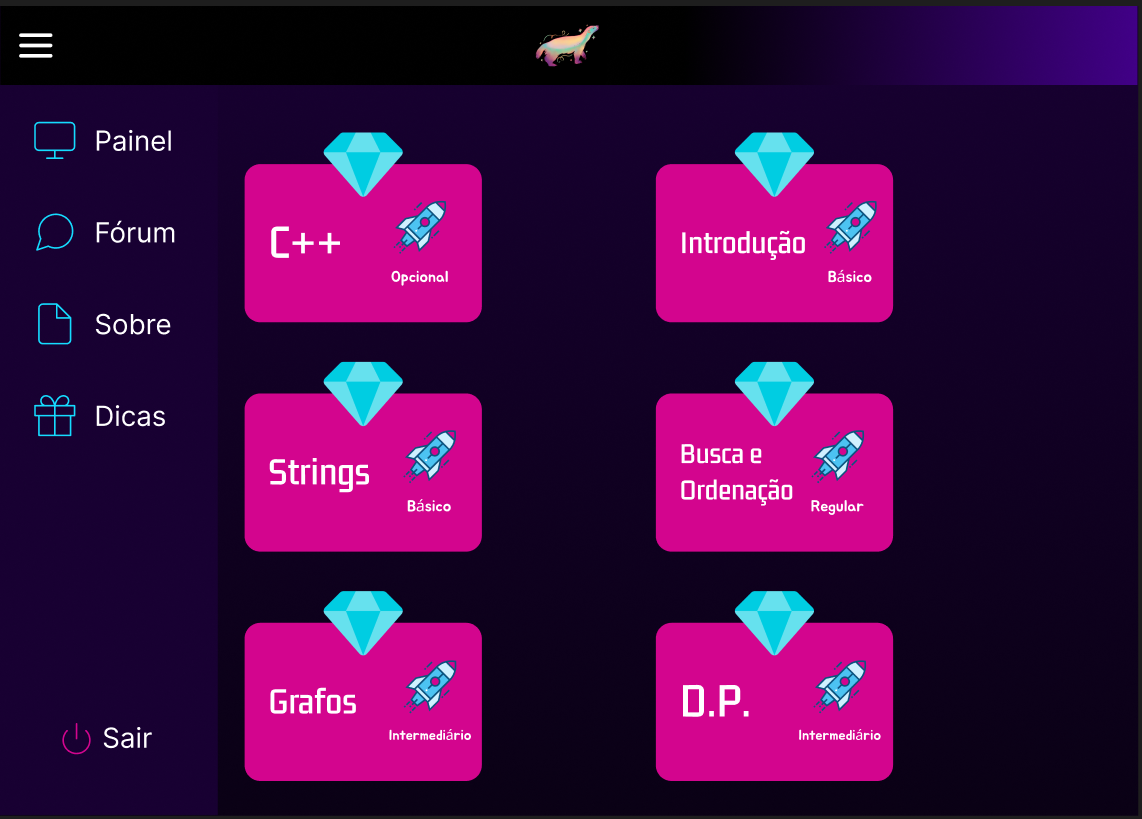 Painel
Fórum
Sobre
Dicas
Sair
C++
Opcional
Introdução
Básico
Strings
Básico
Busca e
Ordenação
Regular
Grafos
Intermediário
D.P.
Intermediário